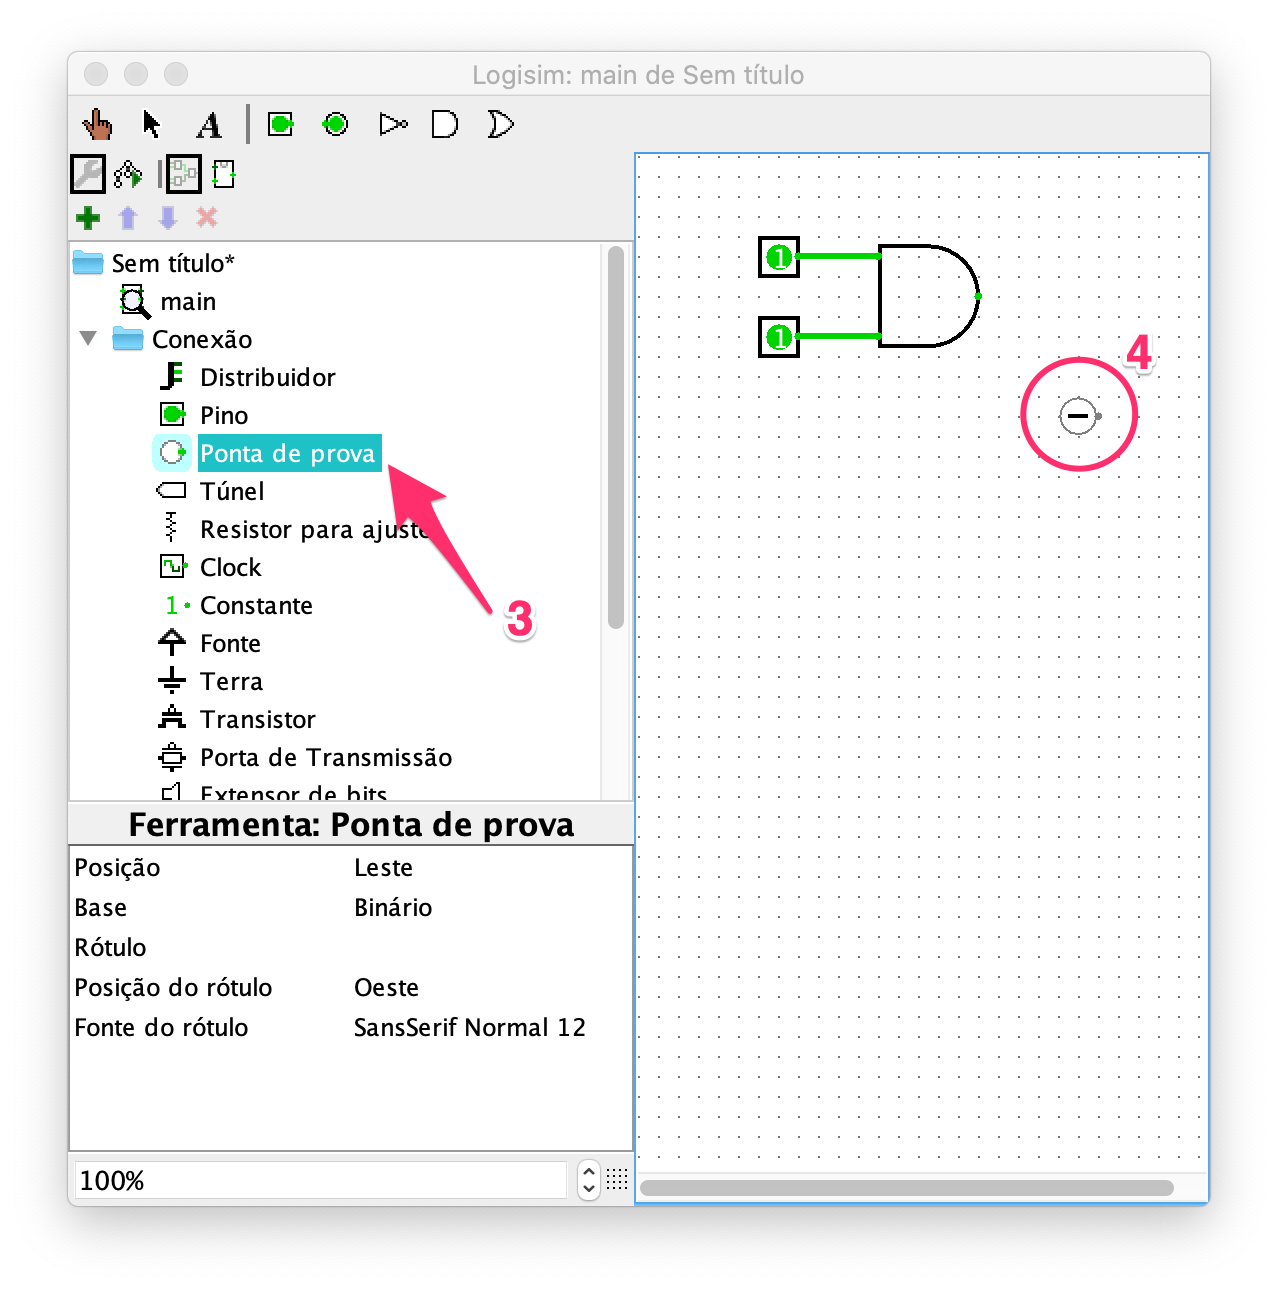 Logisim: main de Sem título
A
Sem título*
main
Conexão
Distribuidor
Pino
Ponta de prova
Túnel
Resistor para ajuste
Clock
1 Constante
Fonte
Terra
Transistor
Porta de Transmissão
Extensor de bits
3
Ferramenta: Ponta de prova
Posição Leste
Base Binário
Rótulo
Posição do rótulo Oeste
Fonte do rótulo SansSerif Normal 12
100%
1
1
4